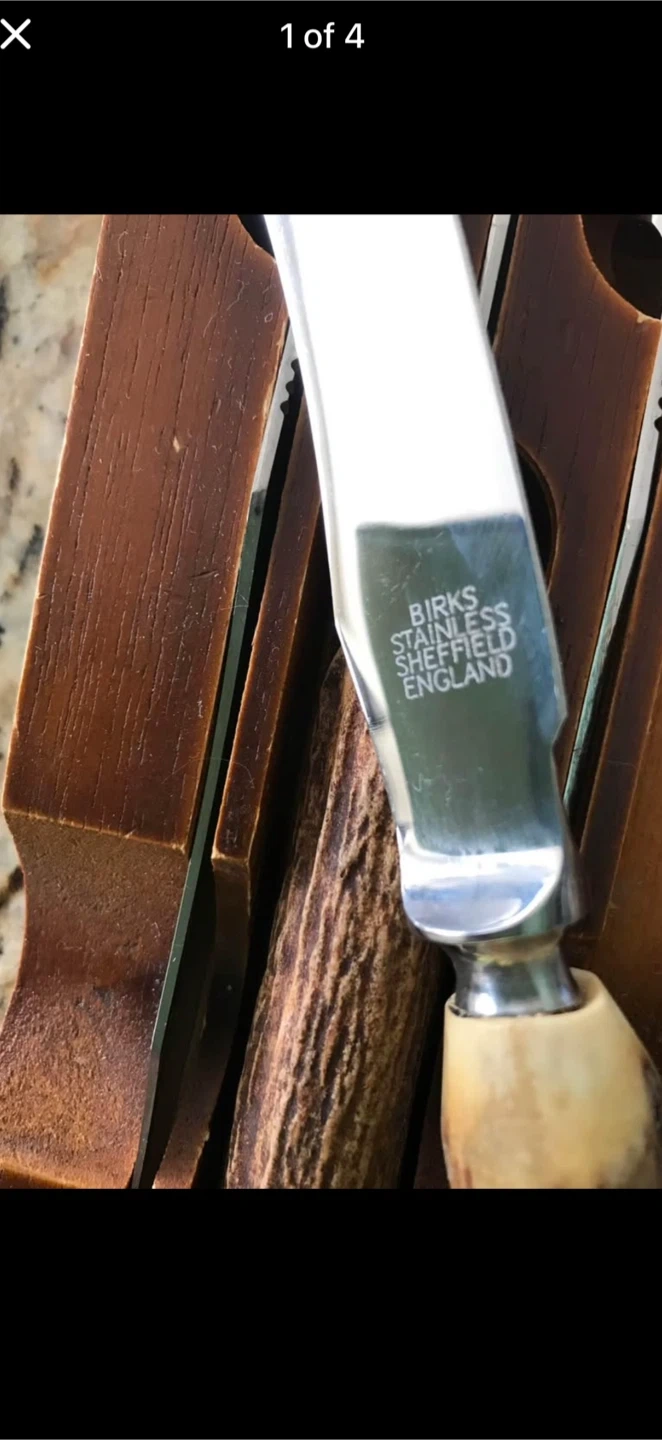 1 of 4
BIRKS
STAINLESS
SHEFFIELD
ENGLAND